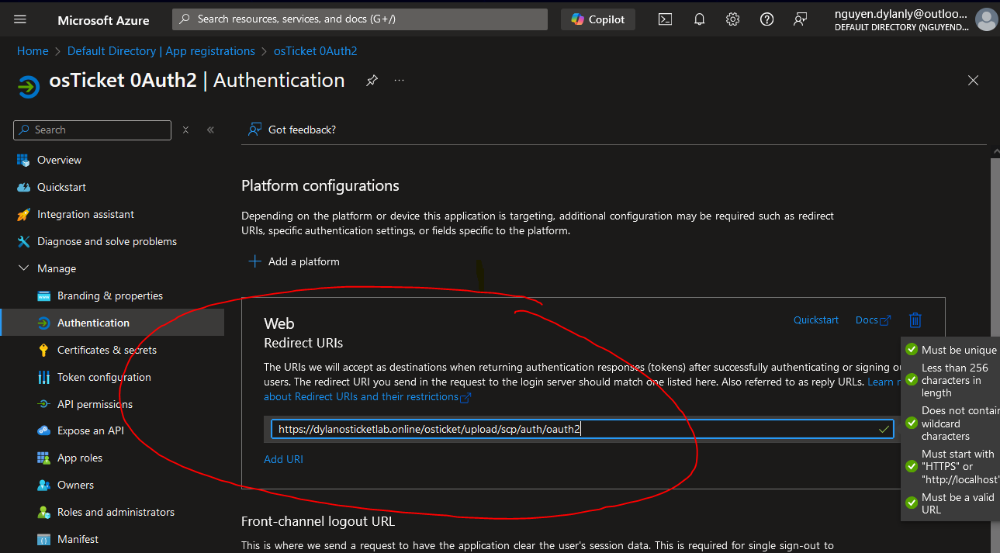 Microsoft Azure
Search resources, services, and docs (G+/)
Copilot
nguyen.dylanly@outloo...
DEFAULT DIRECTORY (NGUYEND...
Home > Default Directory | App registrations > osTicket 0Auth2
osTicket 0Auth2 | Authentication
Search
Overview
Quickstart
Integration assistant
Diagnose and solve problems
Manage
Branding & properties
Authentication
Certificates & secrets
Token configuration
API permissions
Expose an API
App roles
Owners
Roles and administrators
Manifest
Got feedback?
Platform configurations
Depending on the platform or device this application is targeting, additional configuration may be required such as redirect
URIs, specific authentication settings, or fields specific to the platform.
Add a platform
Web
Quickstart
Docs
Redirect URIs
The URIs we will accept as destinations when returning authentication responses (tokens) after successfully authenticating or signing ou
users. The redirect URI you send in the request to the login server should match one listed here. Also referred to as reply URLs. Learn
about Redirect URIs and their restrictions
https://dylanosticketlab.online/osticket/upload/scp/auth/oauth2
Add URI
Must be unique
Less than 256
characters in
length
Does not contain
wildcard
characters
Must start with
"HTTPS" or
"http://localhost"
Must be a valid
URL
Front-channel logout URL
This is where we send a request to have the application clear the user's session data. This is required for single sign-out to